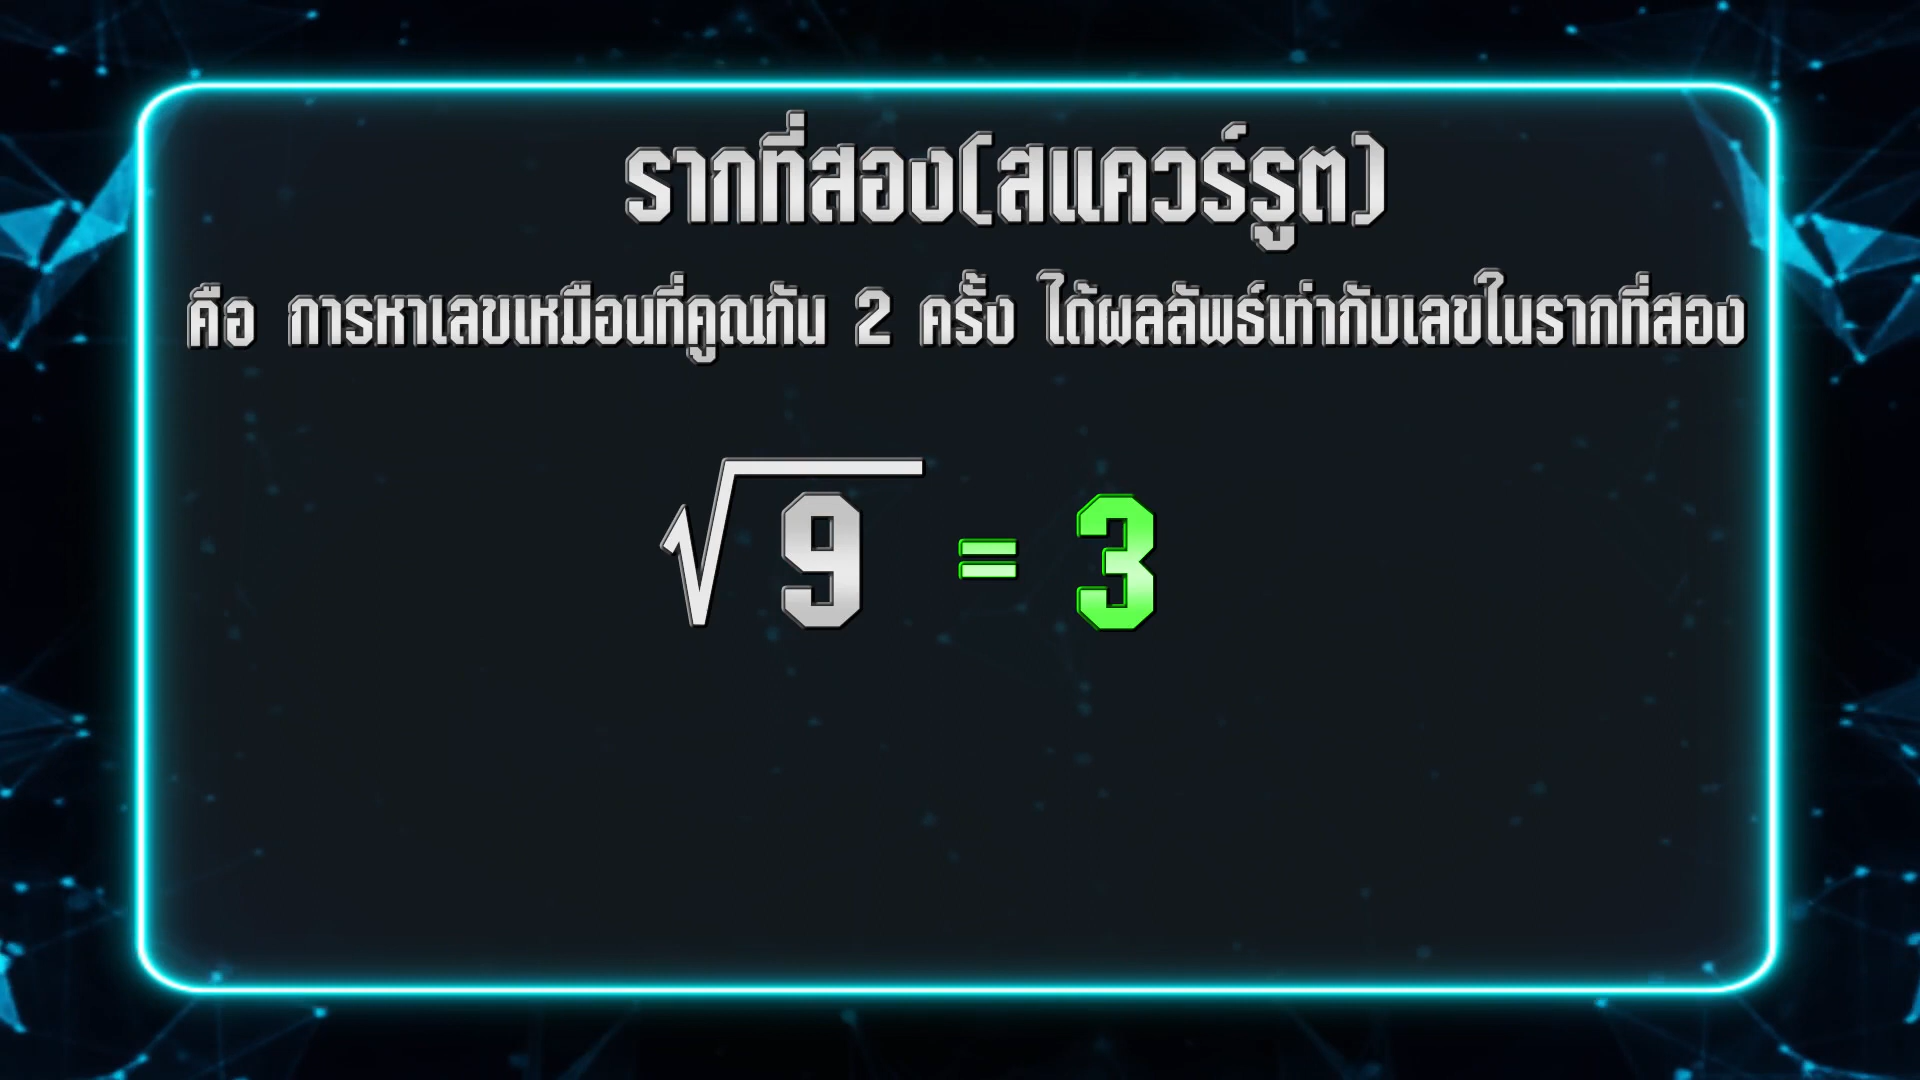 รากที่สอง(สแควร์รูต)
คือ การหาเลขเหมือนที่คูณกัน 2 ครั้ง ได้ผลลัพธ์เท่ากับเลขในรากที่สอง
√9 = 3